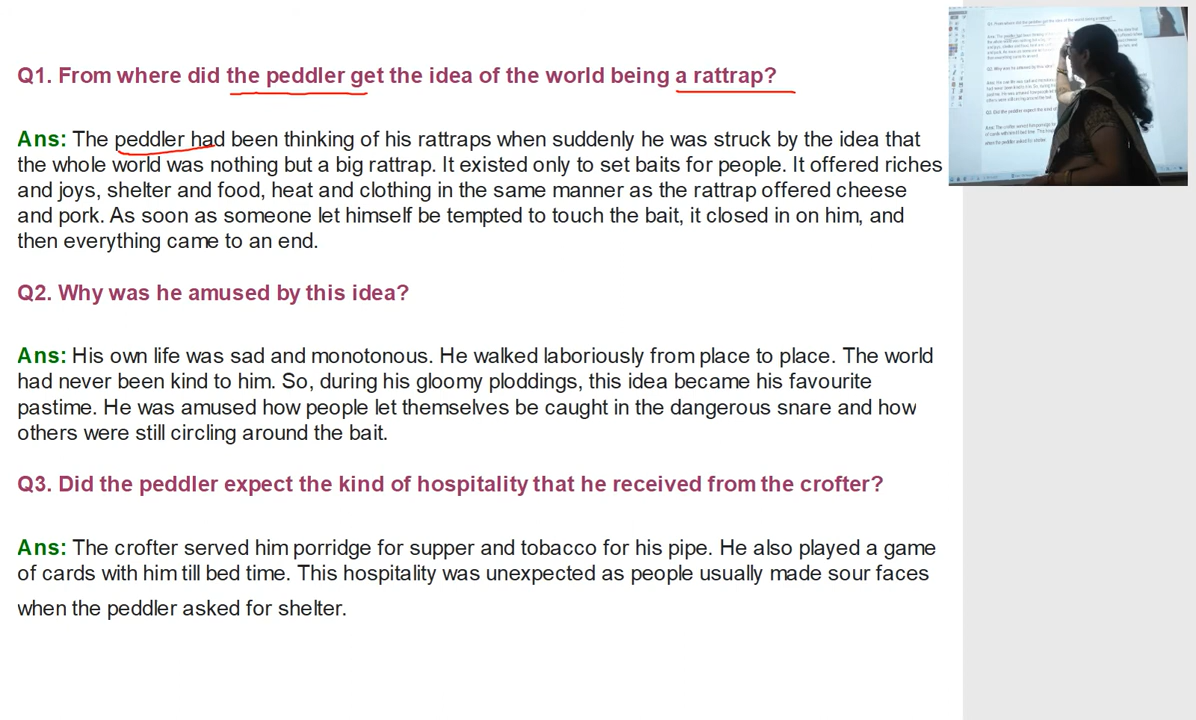 Q1. From where did the peddler get the idea of the world being a rattrap?
Ans: The peddler had been thinking of his rattraps when suddenly he was struck by the idea that
the whole world was nothing but a big rattrap. It existed only to set baits for people. It offered riches
and joys, shelter and food, heat and clothing in the same manner as the rattrap offered cheese
and pork. As soon as someone let himself be tempted to touch the bait, it closed in on him, and
then everything came to an end.
Q2. Why was he amused by this idea?
Ans: His own life was sad and monotonous. He walked laboriously from place to place. The world
had never been kind to him. So, during his gloomy ploddings, this idea became his favourite
pastime. He was amused how people let themselves be caught in the dangerous snare and how
others were still circling around the bait.
Q3. Did the peddler expect the kind of hospitality that he received from the crofter?
Ans: The crofter served him porridge for supper and tobacco for his pipe. He also played a game
of cards with him till bed time. This hospitality was unexpected as people usually made sour faces
when the peddler asked for shelter.